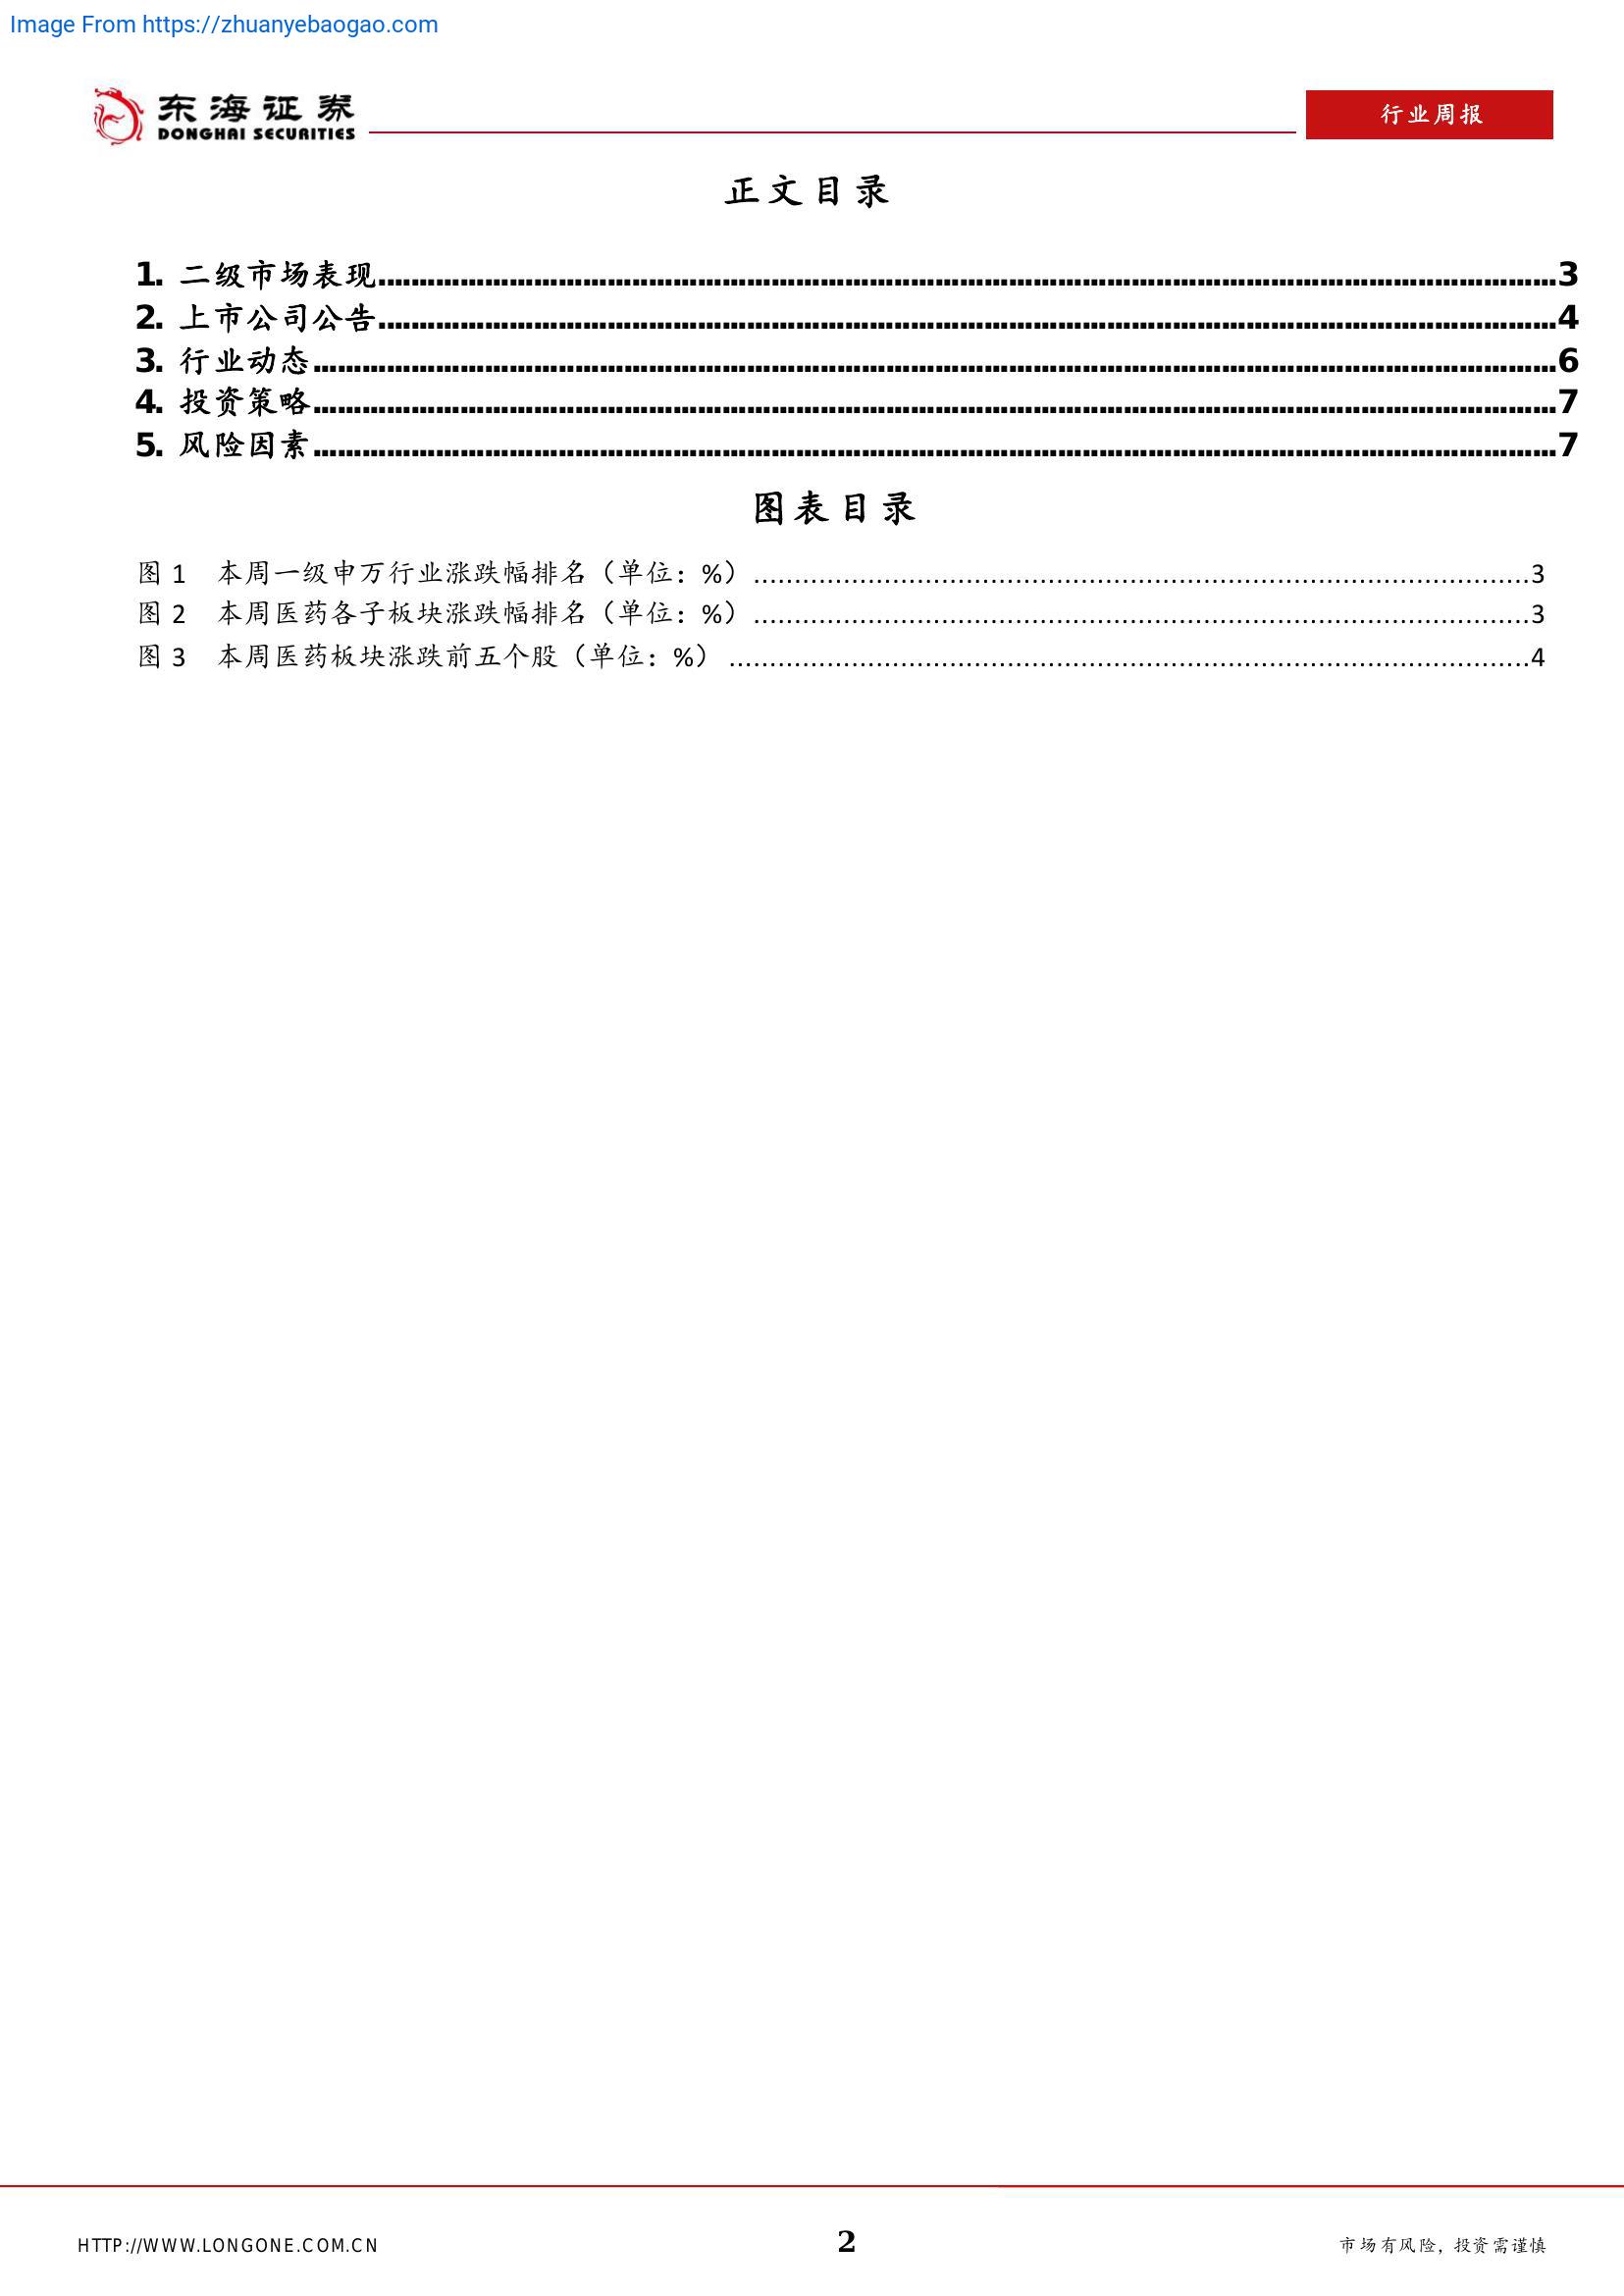 Image From https://zhuanyebaogao.com
东海证券
DONGHAI SECURITIES
行业周报
正文目录
1. 二级市场表现........................................................................3
2. 上市公司公告........................................................................4
3. 行业动态........................................................................6
4. 投资策略........................................................................7
5. 风险因素........................................................................7
图表目录
图 1 本周一级申万行业涨跌幅排名（单位：%）........................................................................3
图 2 本周医药各子板块涨跌幅排名（单位：%）........................................................................3
图 3 本周医药板块涨跌前五个股（单位：%）........................................................................4
HTTP://WWW.LONGONE.COM.CN
2
市场有风险，投资需谨慎